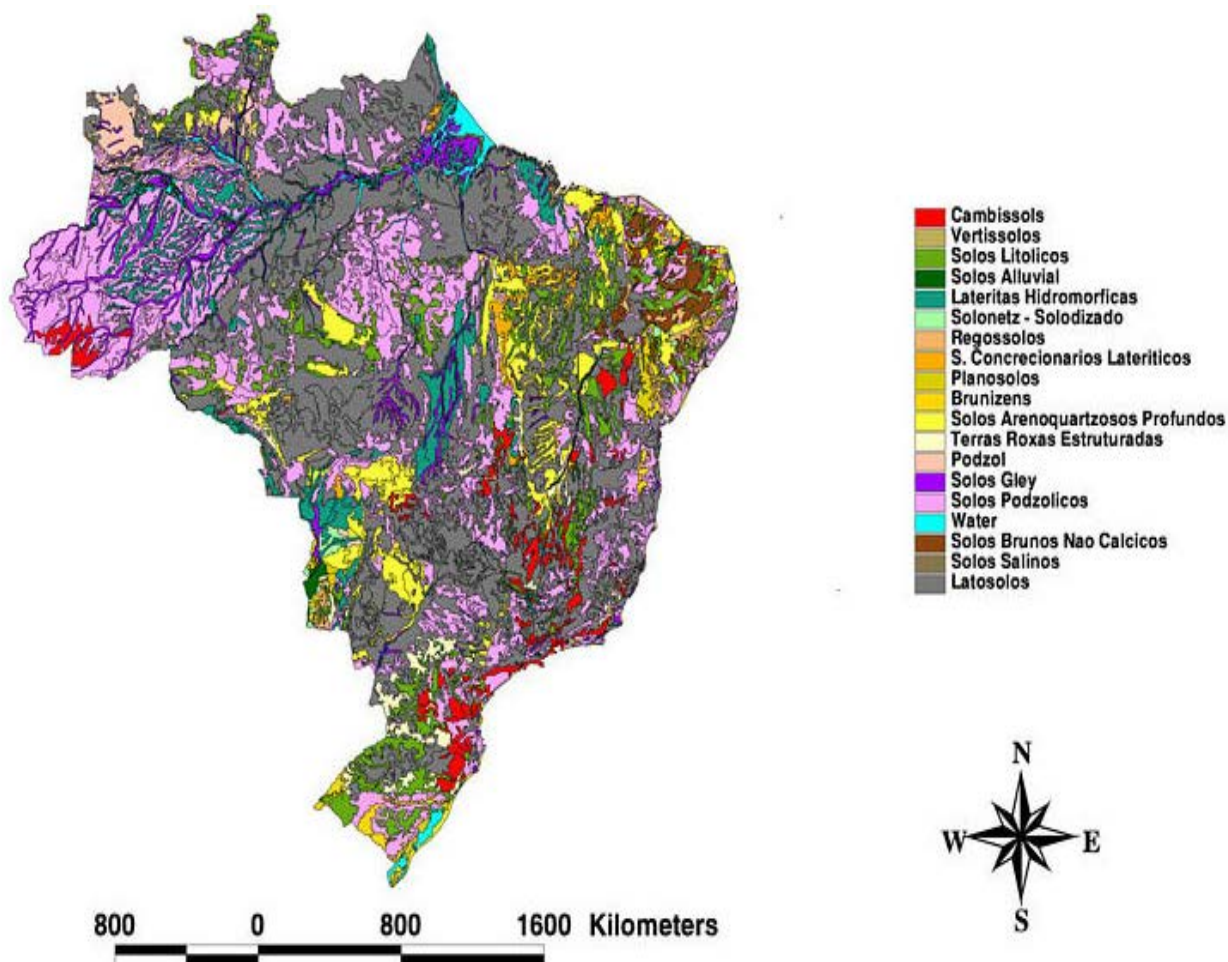 Cambissols
Vertissolos
Solos Litolicos
Solos Alluvial
Lateritas Hidromorficas
Solonetz - Solodizado
Regossolos
S. Concrecionarios Lateriticos
Planosolos
Brunizens
Solos Arenoquartzosos Profundos
Terras Roxas Estruturadas
Podzol
Solos Gley
Solos Podzolicos
Water
Solos Brunos Nao Calcicos
Solos Salinos
Latosolos
N
W E
S
800 0 800 1600 Kilometers